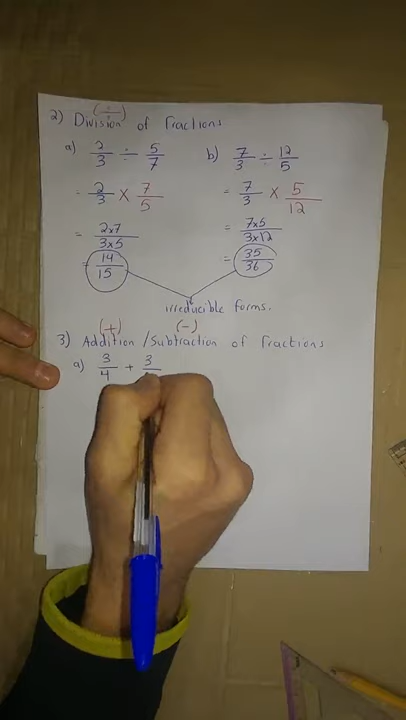 (÷)
2) Division of fractions
a) 2/3 ÷ 5/7 b) 7/3 ÷ 12/5
= 2/3 × 7/5 = 7/3 × 5/12
= 2×7/3×5 = 7×5/3×12
= 14/15 = 35/36
irreducible forms.
(+) (-)
3) Addition /Subtraction of fractions
a) 3/4 + 3